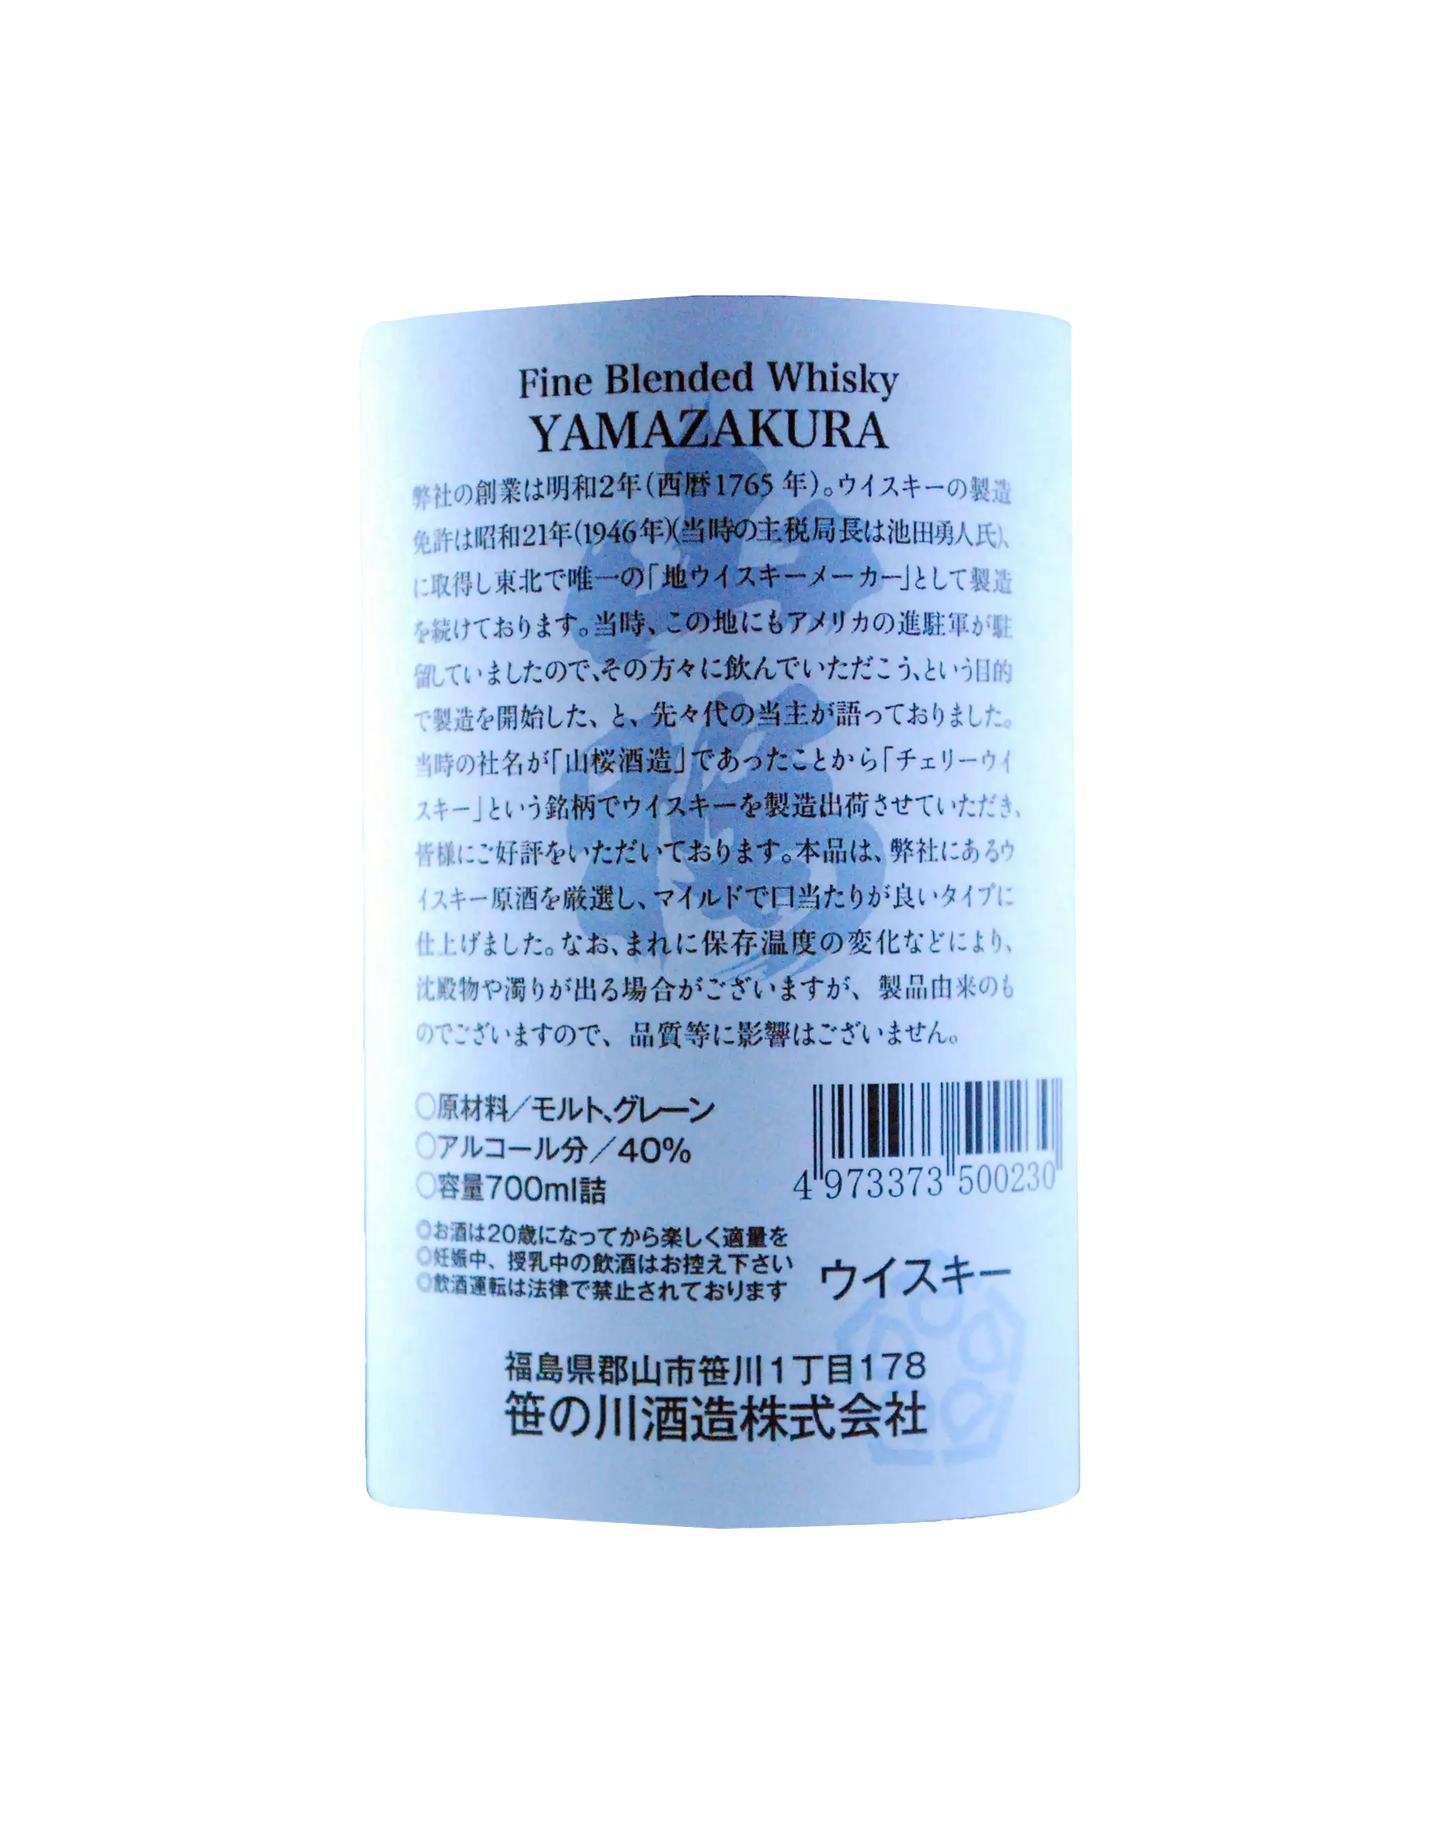 Fine Blended Whisky
YAMAZAKURA
弊社の創業は明和2年(西暦1765 年)。ウイスキーの製造
免許は昭和21年(1946年)(当時の主税局長は池田勇人氏)、
に取得し東北で唯一の「地ウイスキーメーカー」として製造
を続けております。当時、この地にもアメリカの進駐軍が駐
留していましたので、その方々に飲んでいただこう、という目的
で製造を開始した、と、先々代の当主が語っておりました。
当時の社名が「山桜酒造」であったことから「チェリーウイ
スキー」という銘柄でウイスキーを製造出荷させていただき、
皆様にご好評をいただいております。本品は、弊社にあるウ
イスキー原酒を厳選し、マイルドで口当たりが良いタイプに
仕上げました。なお、まれに保存温度の変化などにより、
沈殿物や濁りが出る場合がございますが、製品由来のも
のでございますので、品質等に影響はございません。
○原材料/モルト、グレーン
○アルコール分/40%
○容量700ml詰
4 973373 500230
◎お酒は20歳になってから楽しく適量を
◎妊娠中、授乳中の飲酒はお控え下さい
◎飲酒運転は法律で禁止されております
ウイスキー
福島県郡山市笹川1丁目178
笹の川酒造株式会社
山桜